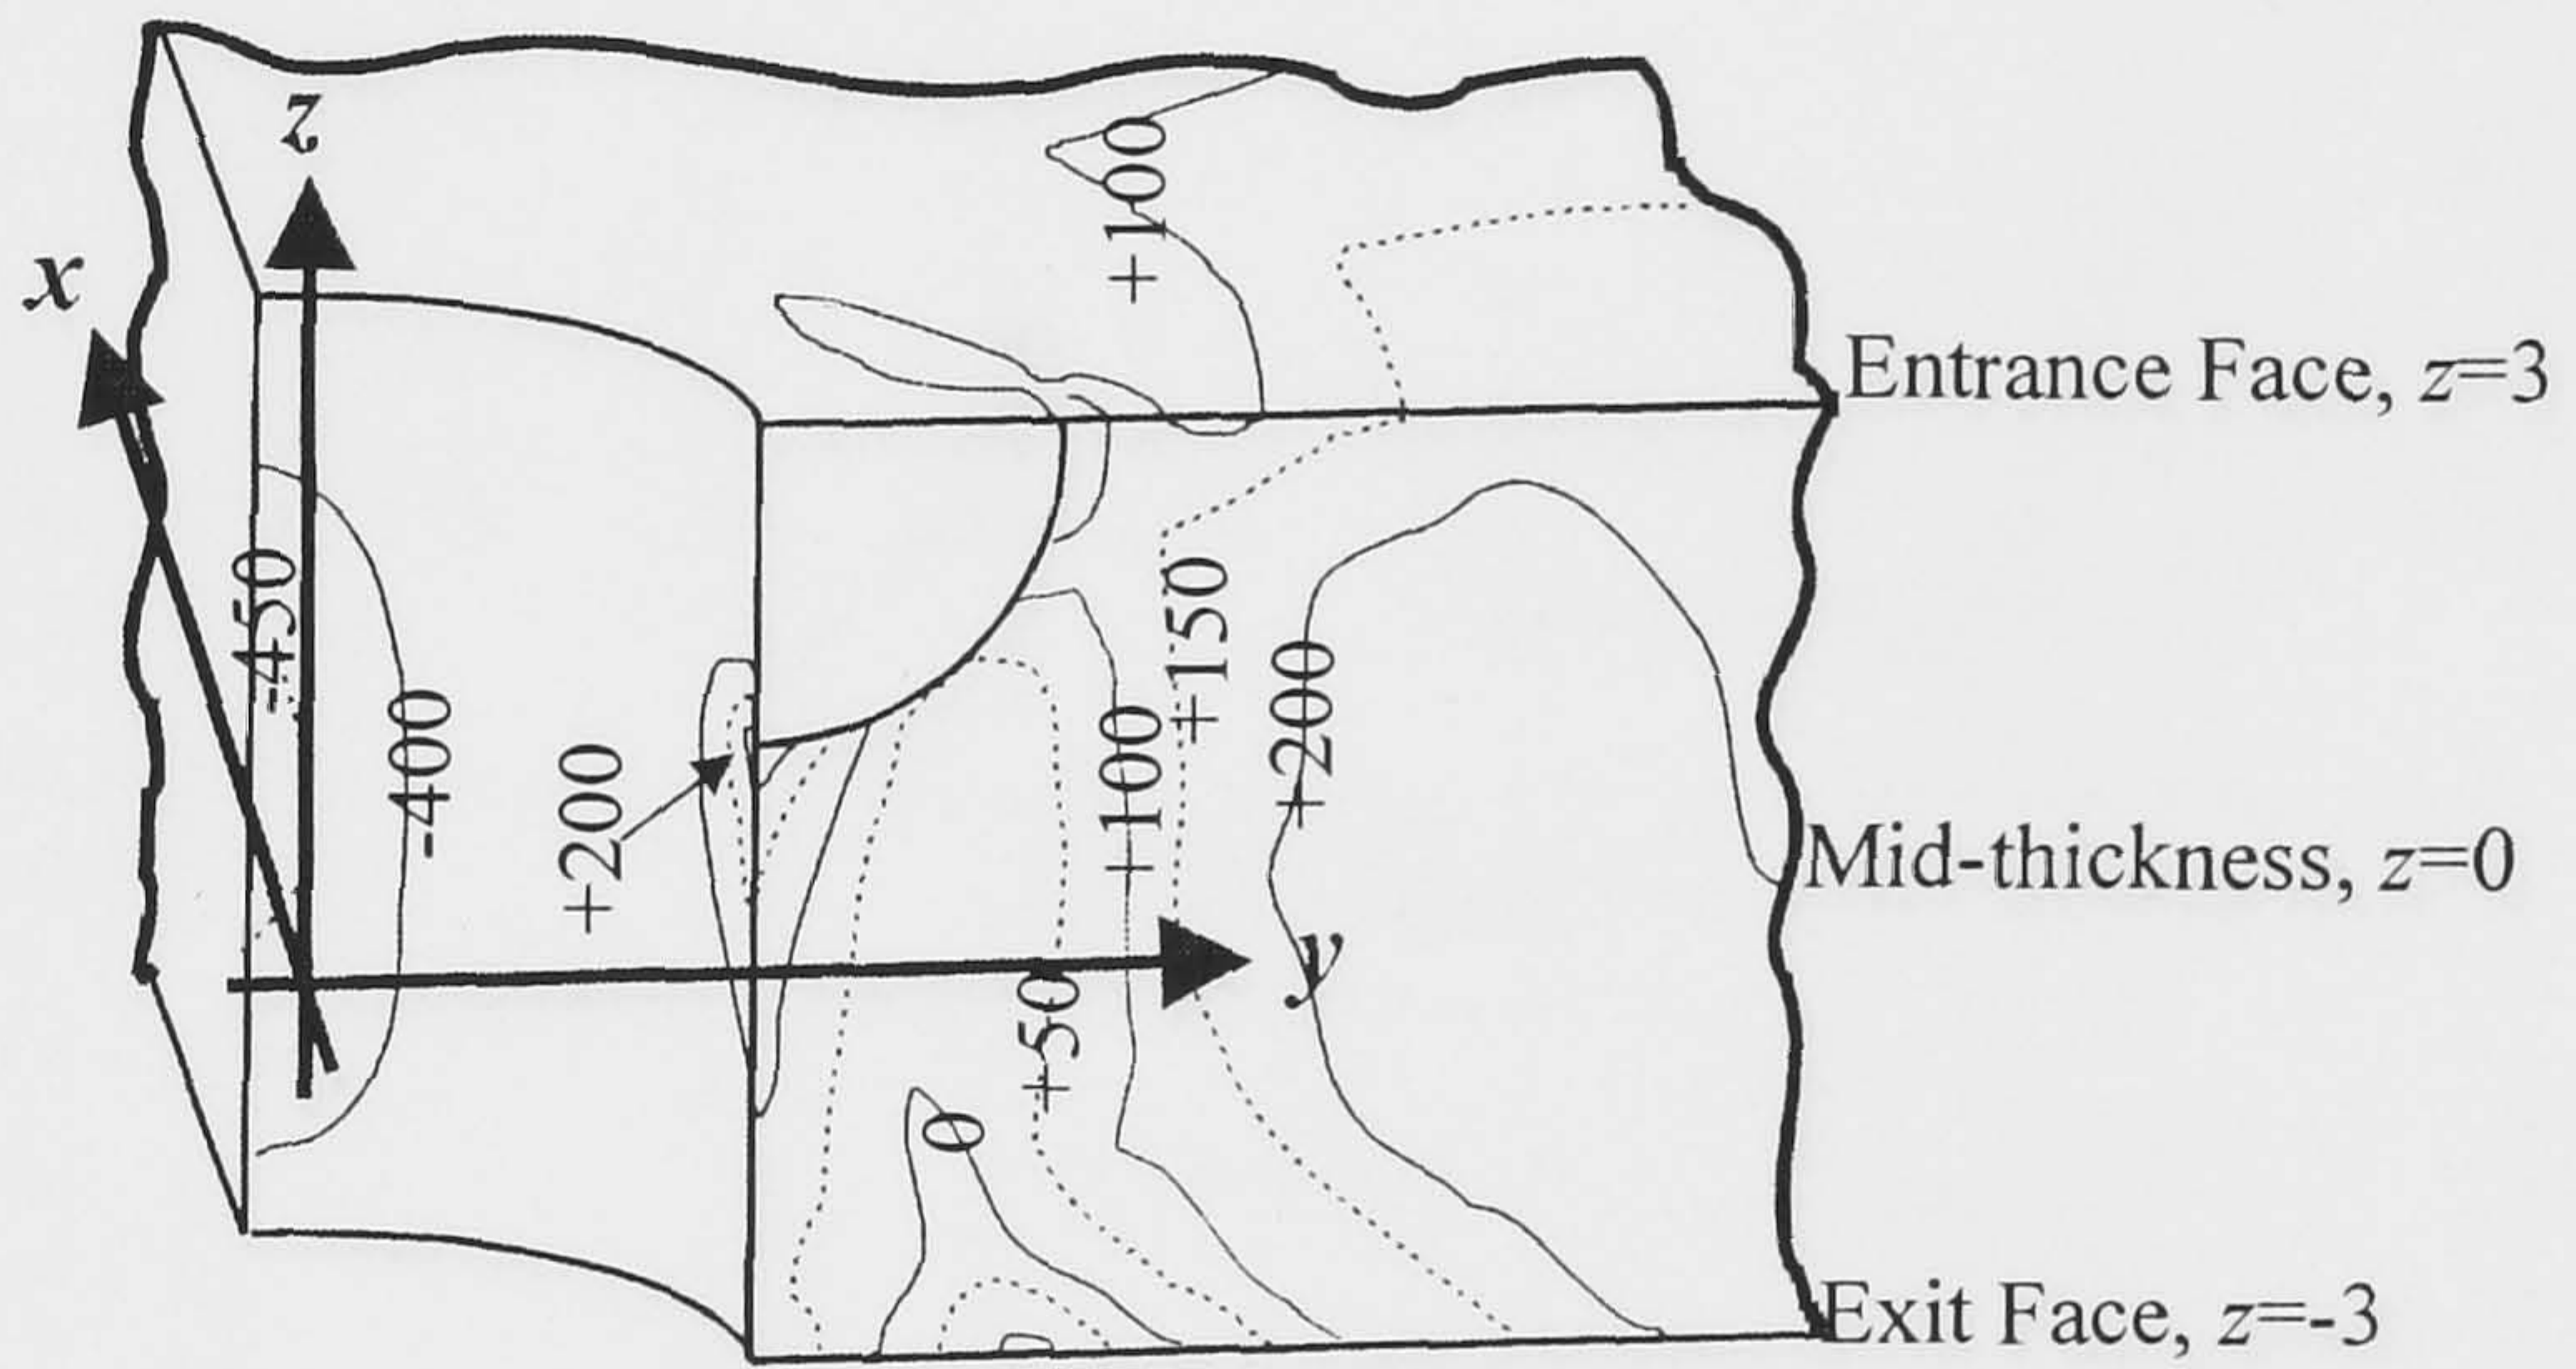 z
+100
x
Entrance Face, z=3
-450
+150
-400
+200
+100
+200
Mid-thickness, z=0
y
+50
0
Exit Face, z=-3